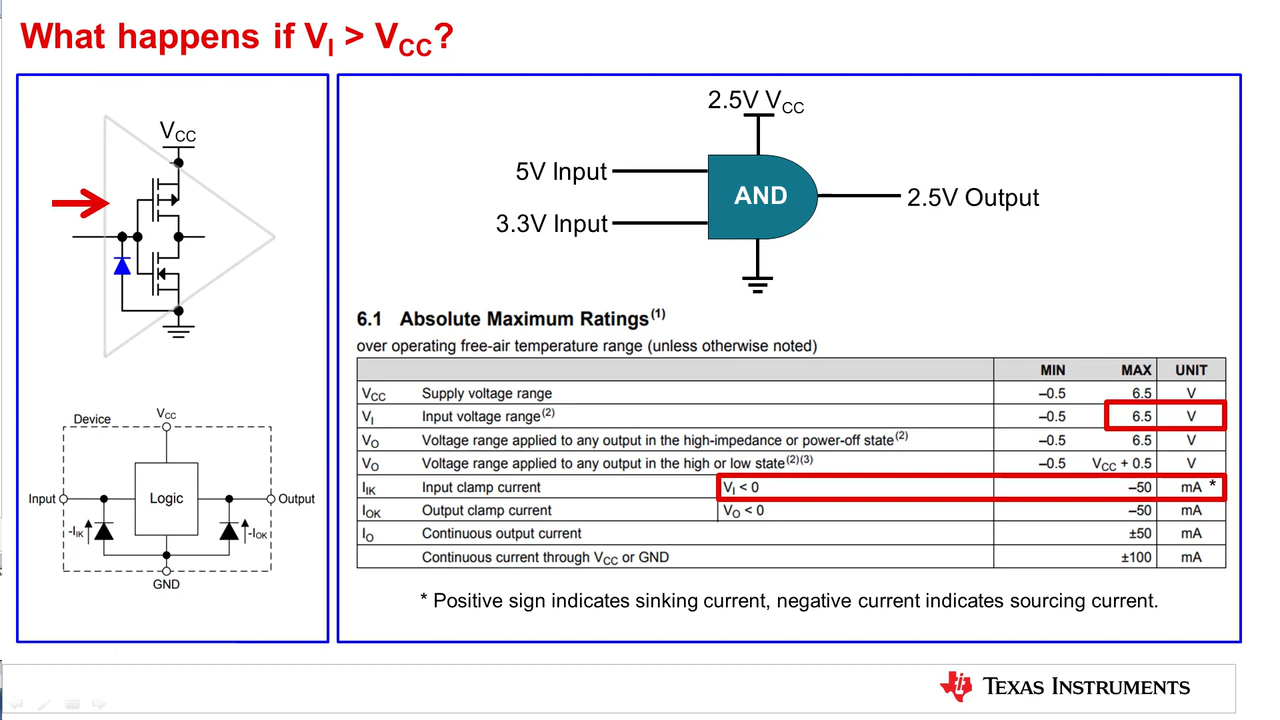 What happens if VI > VCC?
VCC
Device
VCC
Input
Logic
Output
-IIK
-IOK
GND
2.5V VCC
5V Input
AND
2.5V Output
3.3V Input
6.1 Absolute Maximum Ratings(1)
over operating free-air temperature range (unless otherwise noted)
MIN MAX UNIT
VCC Supply voltage range –0.5 6.5 V
VI Input voltage range(2) –0.5 6.5 V
VO Voltage range applied to any output in the high-impedance or power-off state(2) –0.5 6.5 V
VO Voltage range applied to any output in the high or low state(2)(3) –0.5 VCC + 0.5 V
IIK Input clamp current VI < 0 –50 mA *
IOK Output clamp current VO < 0 –50 mA
IO Continuous output current ±50 mA
Continuous current through VCC or GND ±100 mA
* Positive sign indicates sinking current, negative current indicates sourcing current.
TEXAS INSTRUMENTS